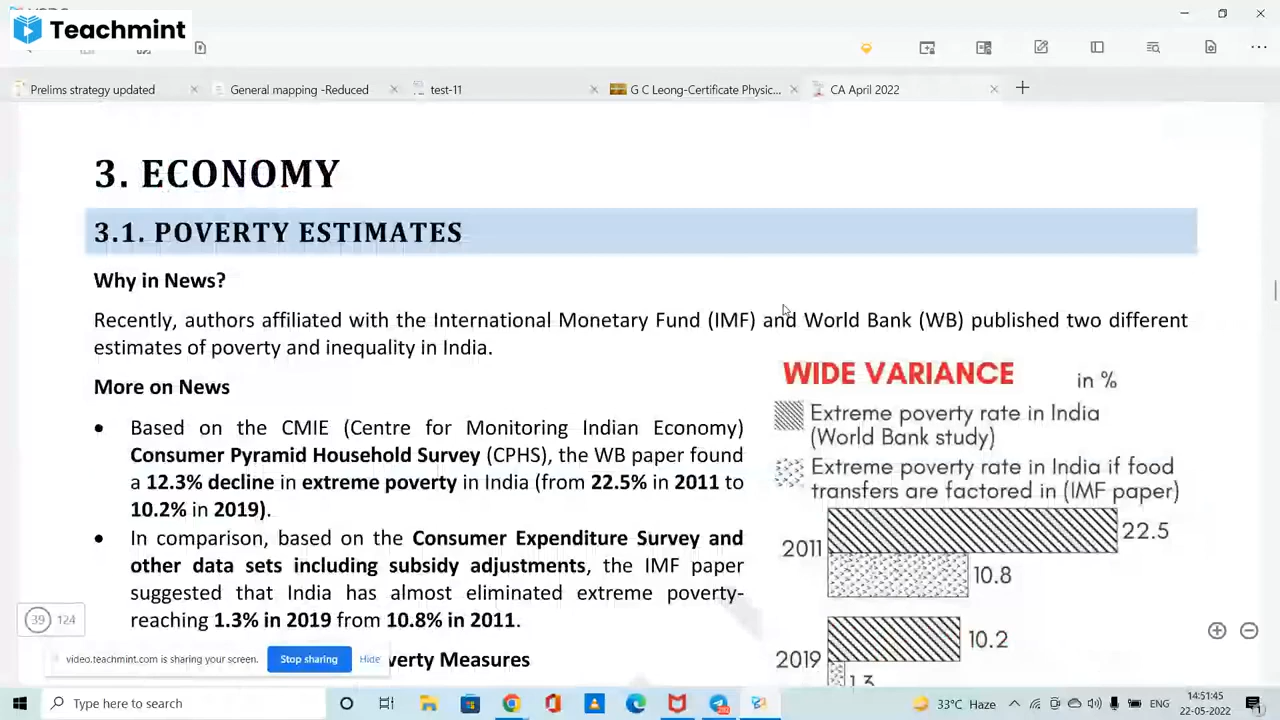 Teachmint
Prelims strategy updated
General mapping -Reduced
test-11
G C Leong-Certificate Physic...
CA April 2022
3. ECONOMY
3.1. POVERTY ESTIMATES
Why in News?
Recently, authors affiliated with the International Monetary Fund (IMF) and World Bank (WB) published two different
estimates of poverty and inequality in India.
More on News
• Based on the CMIE (Centre for Monitoring Indian Economy)
Consumer Pyramid Household Survey (CPHS), the WB paper found
a 12.3% decline in extreme poverty in India (from 22.5% in 2011 to
10.2% in 2019).
• In comparison, based on the Consumer Expenditure Survey and
other data sets including subsidy adjustments, the IMF paper
suggested that India has almost eliminated extreme poverty-
reaching 1.3% in 2019 from 10.8% in 2011.
verty Measures
WIDE VARIANCE in %
Extreme poverty rate in India
(World Bank study)
Extreme poverty rate in India if food
transfers are factored in (IMF paper)
2011
22.5
10.8
2019
10.2
1.3
39 124
video.teachmint.com is sharing your screen. Stop sharing Hide
Type here to search
33°C Haze
ENG
14:51:45
22-05-2022